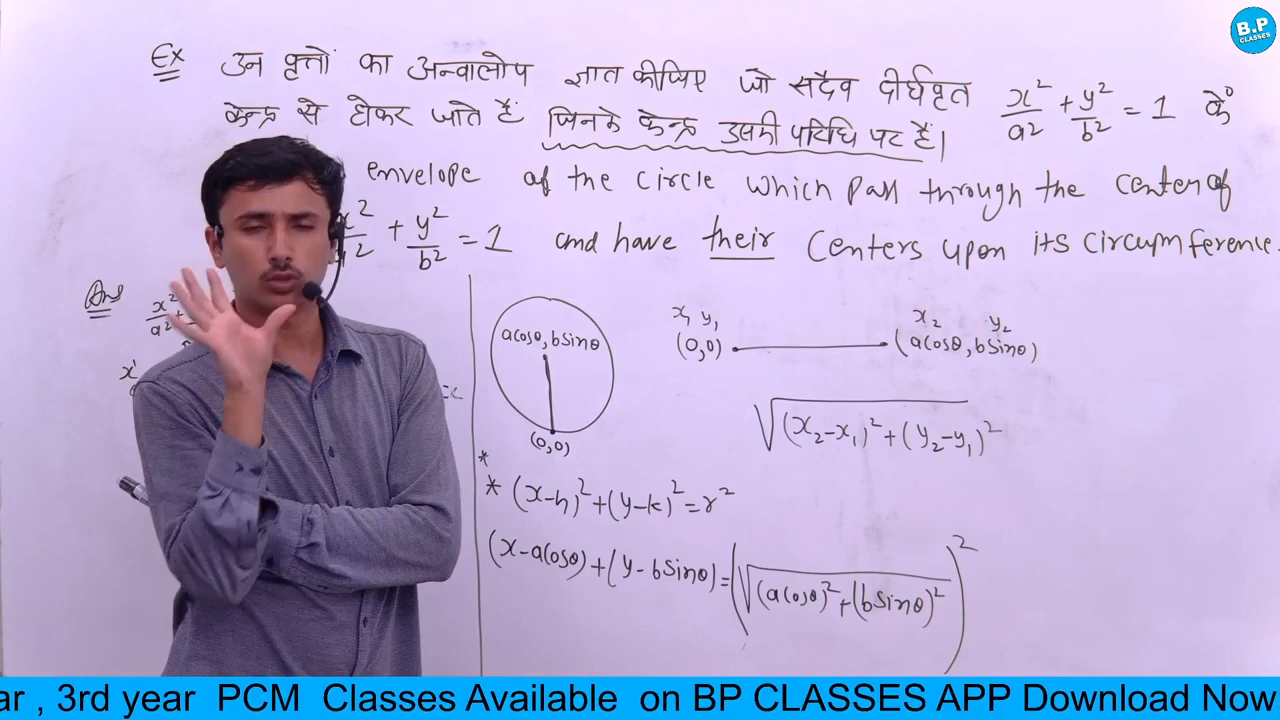 B.P
CLASSES
Ex उन वृत्तों का अन्वालोप ज्ञात कीजिए जो सदैव दीर्घवृत x²/a² + y²/b² = 1 के
केन्द्र से होकर जाते हैं जिनके केन्द्र उसकी परिधि पर हैं।
envelope of the circle which pass through the center of
x²/a² + y²/b² = 1 and have their centers upon its circumference.
Ans
x²/a² +
acosθ, bsinθ
(0,0)
x₁ y₁ x₂ y₂
(0,0) (acosθ, bsinθ)
√(x₂-x₁)²+(y₂-y₁)²
*
* (x-h)²+(y-k)²=r²
(x-acosθ)+(y-bsinθ)=(√(acosθ)²+(bsinθ)²)²
ar , 3rd year PCM Classes Available on BP CLASSES APP Download Now